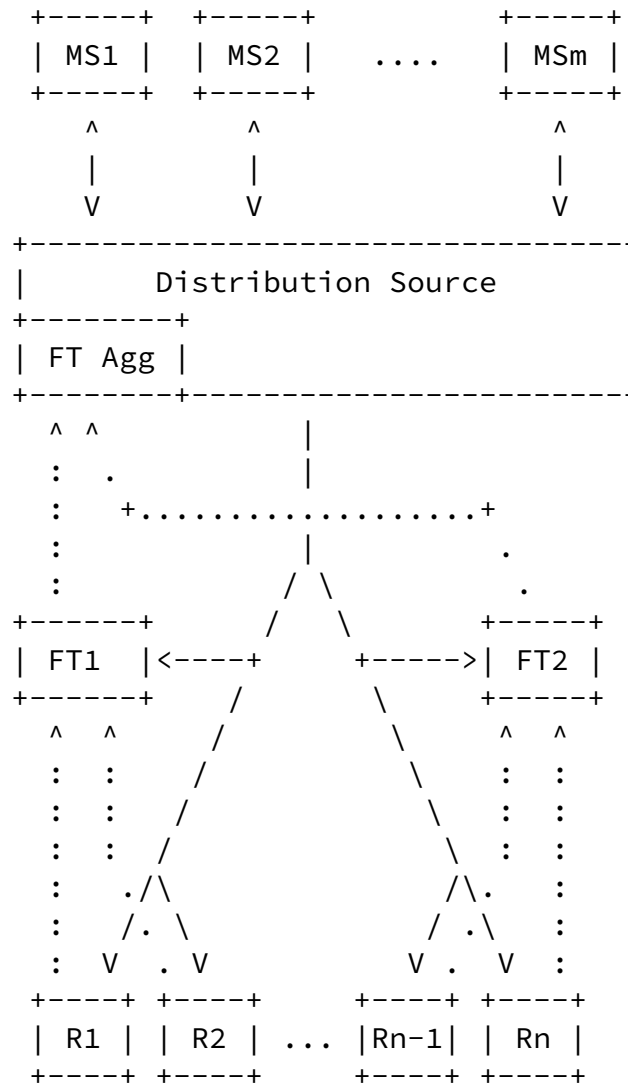 +-----+  +-----+          +-----+
| MS1 |  | MS2 |   ....   | MSm |
+-----+  +-----+          +-----+
   ^        ^                ^
   |        |                |
   V        V                V
+---------------------------------
|       Distribution Source
+--------+
| FT Agg |
+--------+------------------------
  ^ ^           |
  :  .          |
  :   +...................+
  :             |          .
  :            / \          .
+------+      /   \       +-----+
| FT1  |<----+     +----->| FT2 |
+------+    /       \     +-----+
  ^  ^     /         \     ^  ^
  :  :    /           \    :  :
  :  :   /             \   :  :
  :  :  /               \  :  :
  :   ./\               /\.   :
  :   /. \             / .\   :
  :  V  . V           V .  V  :
 +----+ +----+     +----+ +----+
 | R1 | | R2 | ... |Rn-1| | Rn |
 +----+ +----+     +----+ +----+